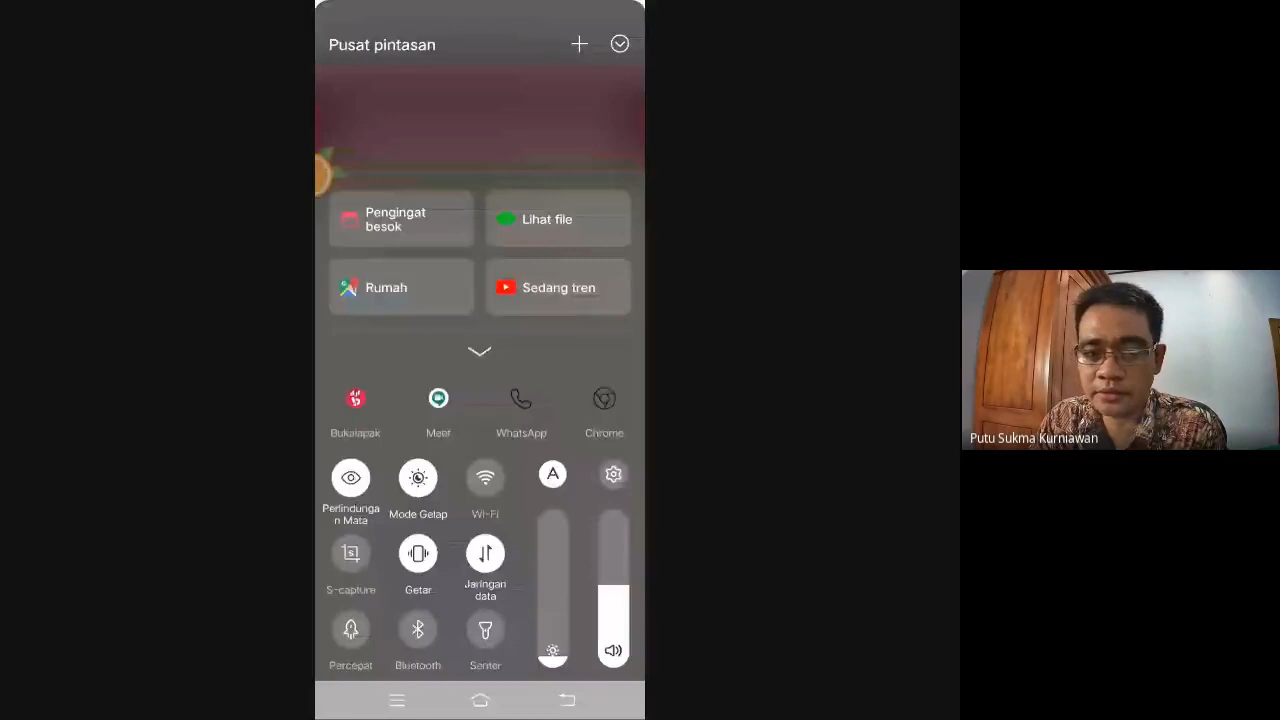 Pusat pintasan
Pengingat
besok
Lihat file
Rumah
Sedang tren
Bukalapak
Meet
WhatsApp
Chrome
Perlindunga
n Mata
Mode Gelap
Wi-Fi
A
S-capture
Getar
Jaringan
data
Percepat
Bluetooth
Senter
Putu Sukma Kurniawan